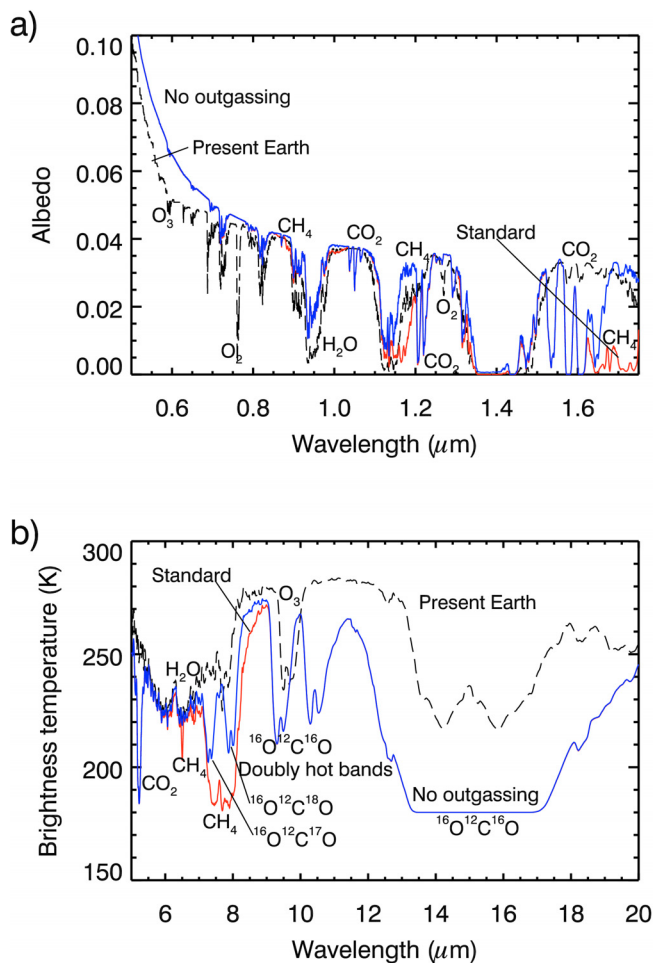 a)
0.10
0.08
0.06
0.04
0.02
0.00
Albedo
No outgassing
Present Earth
O3
O2
CH4
H2O
CO2
CH4
O2
CO2
Standard
CO2
CH4
0.6
0.8
1.0
1.2
1.4
1.6
Wavelength (μm)
b)
300
250
200
150
Brightness temperature (K)
Standard
H2O
O3
Present Earth
CO2
CH4
CH4
16O12C16O
Doubly hot bands
16O12C18O
16O12C17O
No outgassing
16O12C16O
6
8
10
12
14
16
18
20
Wavelength (μm)